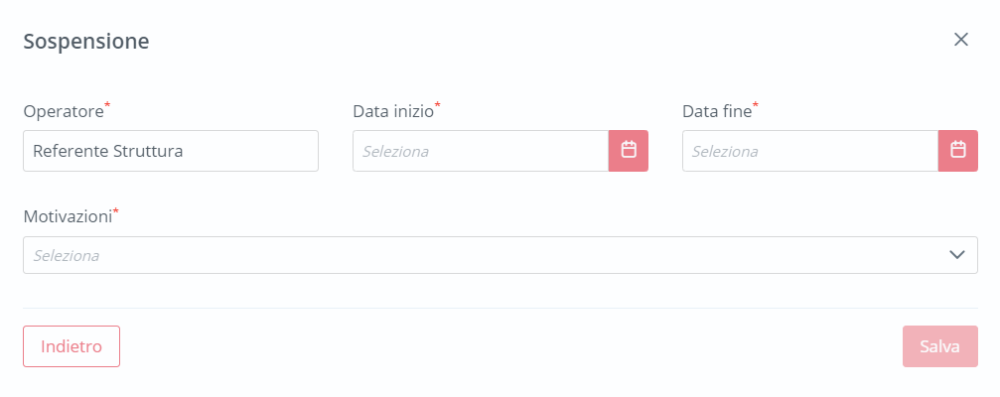 Sospensione
Operatore* Data inizio* Data fine*
Referente Struttura Seleziona Seleziona
Motivazioni*
Seleziona
Indietro Salva